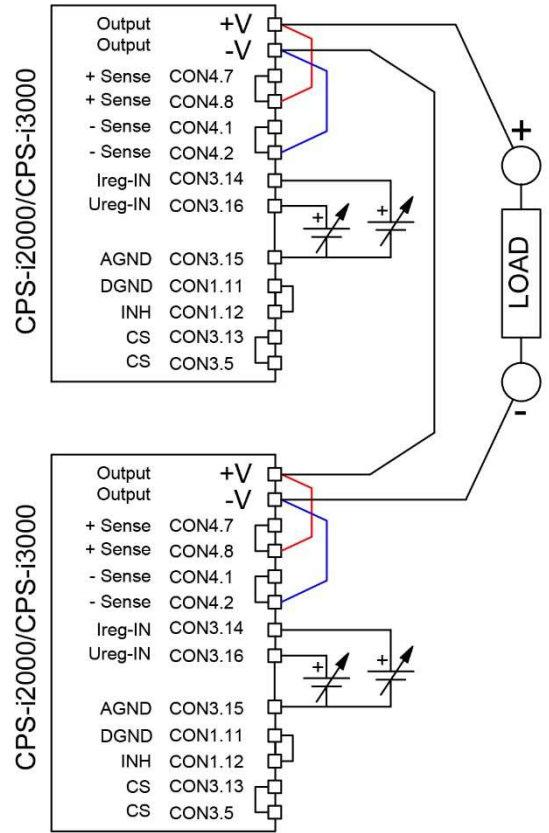 CPS-i2000/CPS-i3000
Output +V
Output -V
+ Sense CON4.7
+ Sense CON4.8
- Sense CON4.1
- Sense CON4.2
Ireg-IN CON3.14
Ureg-IN CON3.16
+ +
AGND CON3.15
DGND CON1.11
INH CON1.12
CS CON3.13
CS CON3.5
+
LOAD
-
CPS-i2000/CPS-i3000
Output +V
Output -V
+ Sense CON4.7
+ Sense CON4.8
- Sense CON4.1
- Sense CON4.2
Ireg-IN CON3.14
Ureg-IN CON3.16
+ +
AGND CON3.15
DGND CON1.11
INH CON1.12
CS CON3.13
CS CON3.5